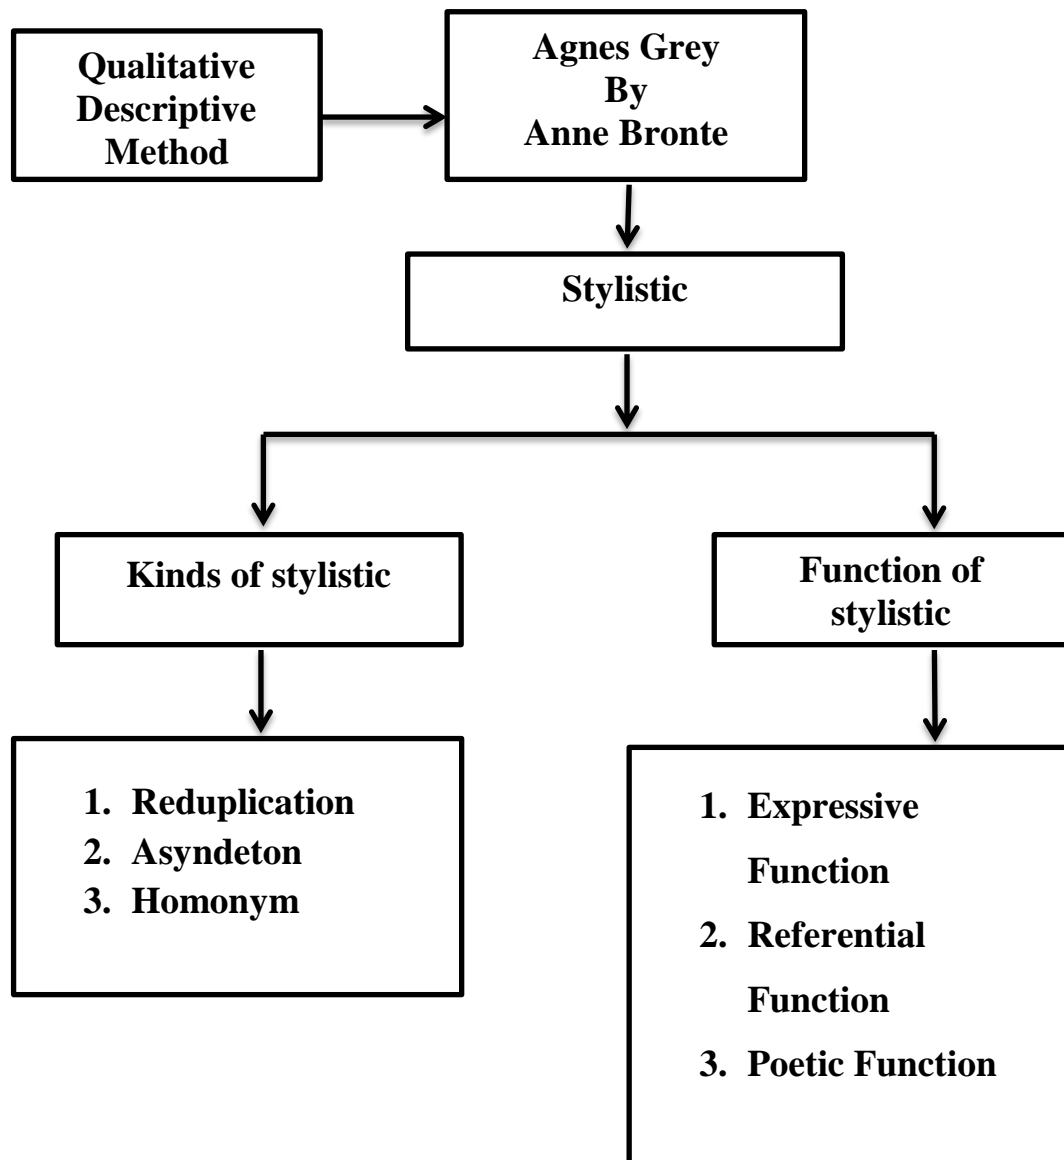 Qualitative
Descriptive
Method
Agnes Grey
By
Anne Bronte
Stylistic
Kinds of stylistic
Function of
stylistic
1. Reduplication
2. Asyndeton
3. Homonym
1. Expressive
Function
2. Referential
Function
3. Poetic Function